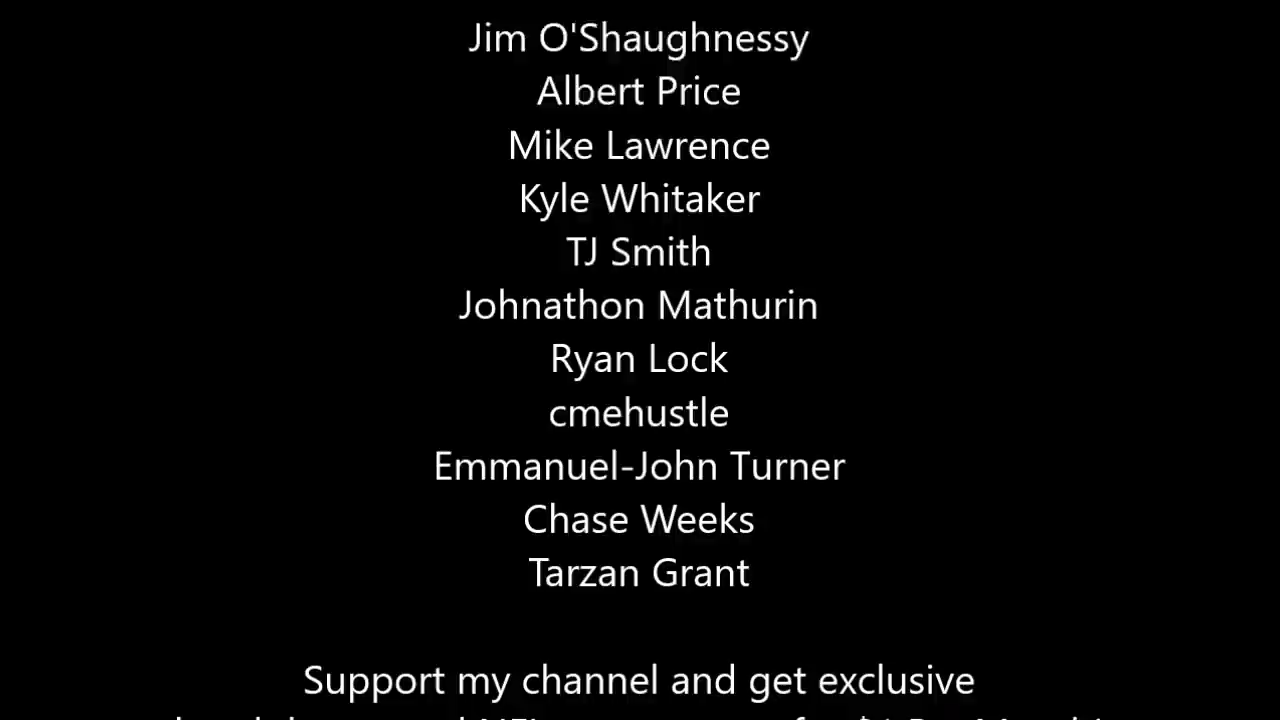 Jim O'Shaughnessy
Albert Price
Mike Lawrence
Kyle Whitaker
TJ Smith
Johnathon Mathurin
Ryan Lock
cmehustle
Emmanuel-John Turner
Chase Weeks
Tarzan Grant
Support my channel and get exclusive